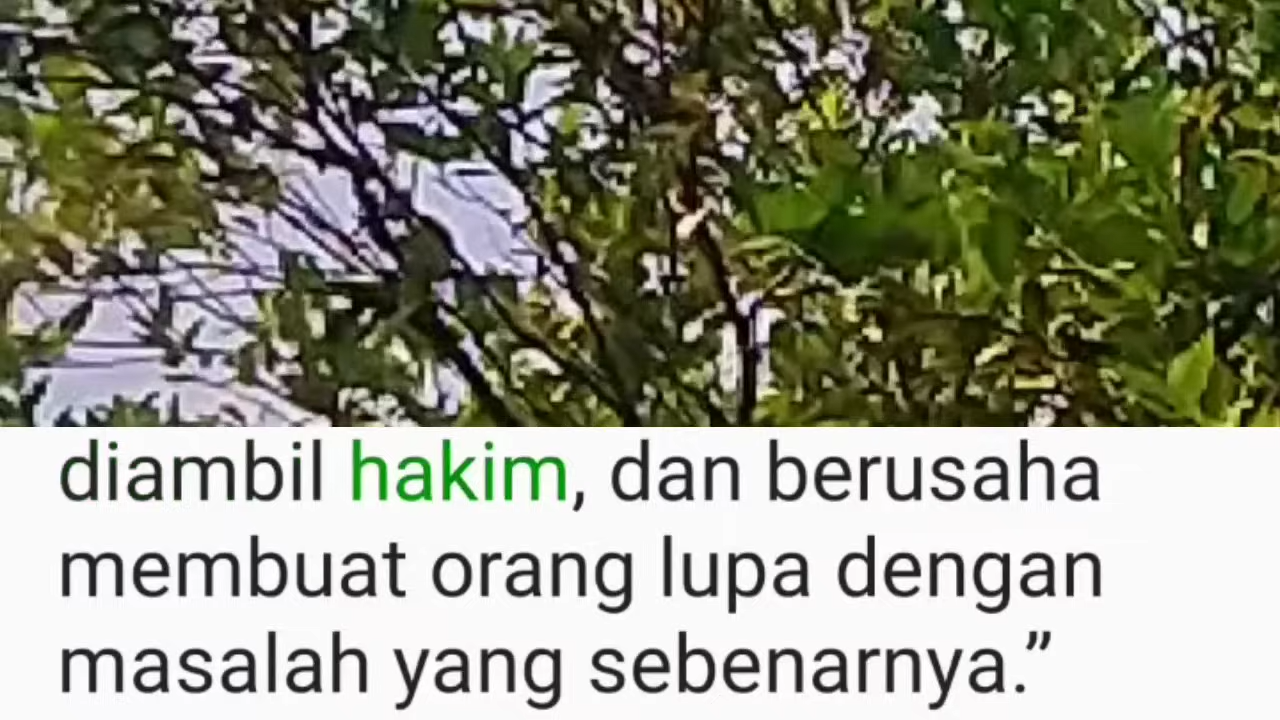 diambil hakim, dan berusaha
membuat orang lupa dengan
masalah yang sebenarnya.”